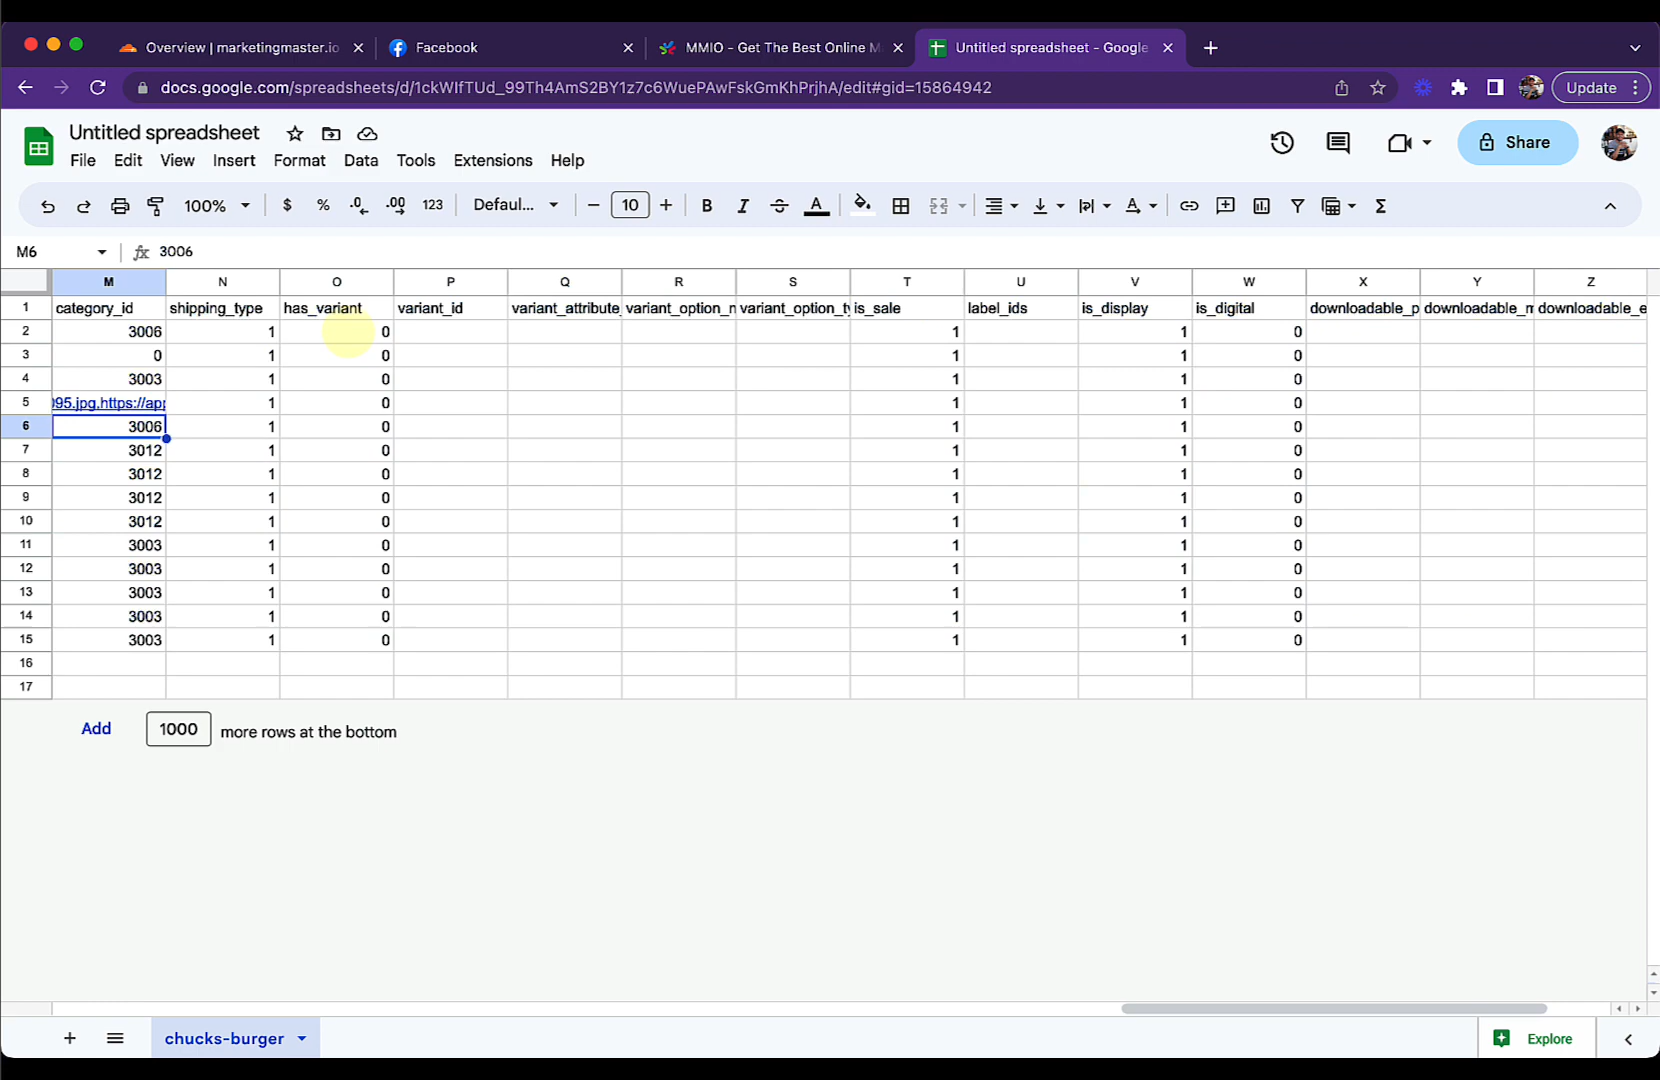 Overview | marketingmaster.io
Facebook
MMIO - Get The Best Online M
Untitled spreadsheet - Google
docs.google.com/spreadsheets/d/1ckWIfTUd_99Th4AmS2BY1z7c6WuePAwFskGmKhPrjhA/edit#gid=15864942
Update
Untitled spreadsheet
File Edit View Insert Format Data Tools Extensions Help
Share
100% $ % .0 .00 123 Defaul... − 10 + B I A Σ
M6 fx 3006
M N O P Q R S T U V W X Y Z
1 category_id shipping_type has_variant variant_id variant_attribute_ variant_option_n variant_option_ty is_sale label_ids is_display is_digital downloadable_p downloadable_m downloadable_e
2 3006 1 0 1 1 0
3 0 1 0 1 1 0
4 3003 1 0 1 1 0
5 95.jpg,https://app 1 0 1 1 0
6 3006 1 0 1 1 0
7 3012 1 0 1 1 0
8 3012 1 0 1 1 0
9 3012 1 0 1 1 0
10 3012 1 0 1 1 0
11 3003 1 0 1 1 0
12 3003 1 0 1 1 0
13 3003 1 0 1 1 0
14 3003 1 0 1 1 0
15 3003 1 0 1 1 0
16
17
Add 1000 more rows at the bottom
chucks-burger
Explore